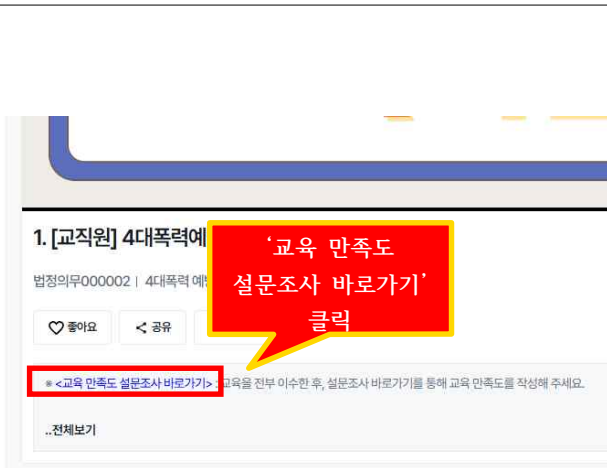 1. [교직원] 4대폭력예
‘교육 만족도
설문조사 바로가기’
클릭
법정의무000002 | 4대폭력 예
좋아요
공유
※ <교육 만족도 설문조사 바로가기> : 교육을 전부 이수한 후, 설문조사 바로가기를 통해 교육 만족도를 작성해 주세요.
..전체보기